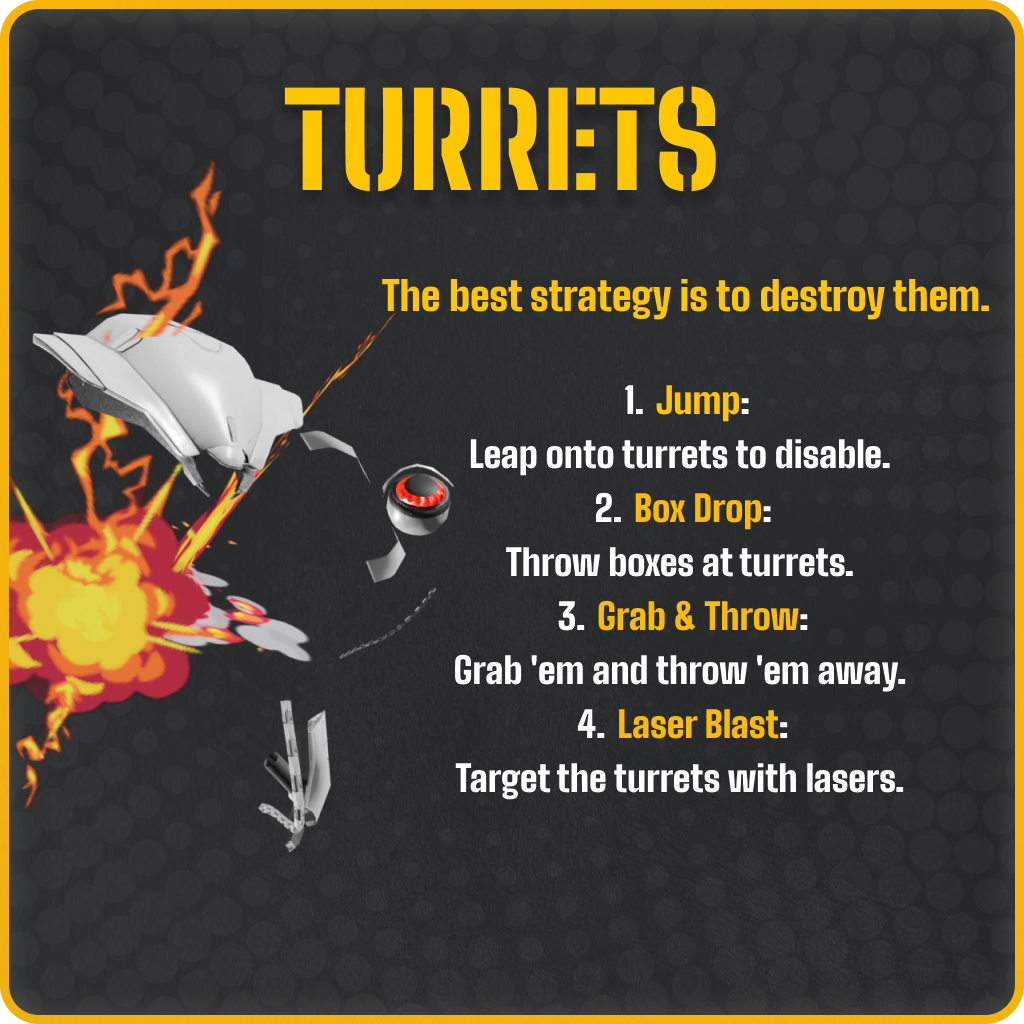 TURRETS
The best strategy is to destroy them.
1. Jump:
Leap onto turrets to disable.
2. Box Drop:
Throw boxes at turrets.
3. Grab & Throw:
Grab 'em and throw 'em away.
4. Laser Blast:
Target the turrets with lasers.